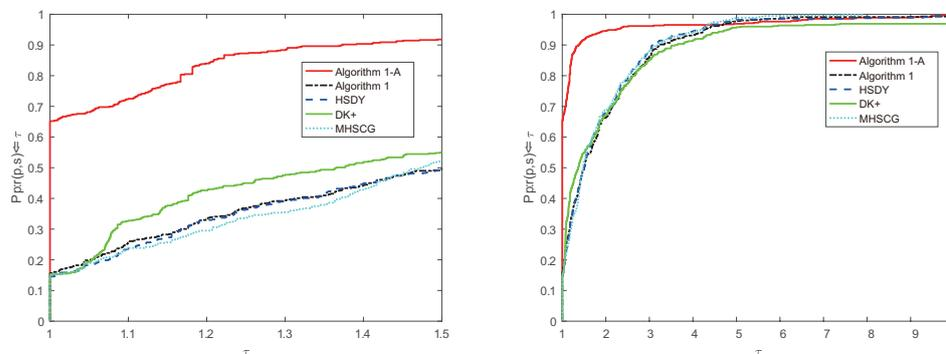 1
0.9
0.8
0.7
0.6
0.5
0.4
0.3
0.2
0.1
0
Ppr(p,s)<= τ
Algorithm 1-A
Algorithm 1
HSDY
DK+
MHSCG
1 1.1 1.2 1.3 1.4 1.5
τ
1
0.9
0.8
0.7
0.6
0.5
0.4
0.3
0.2
0.1
0
Ppr(p,s)<= τ
Algorithm 1-A
Algorithm 1
HSDY
DK+
MHSCG
1 2 3 4 5 6 7 8 9
τ